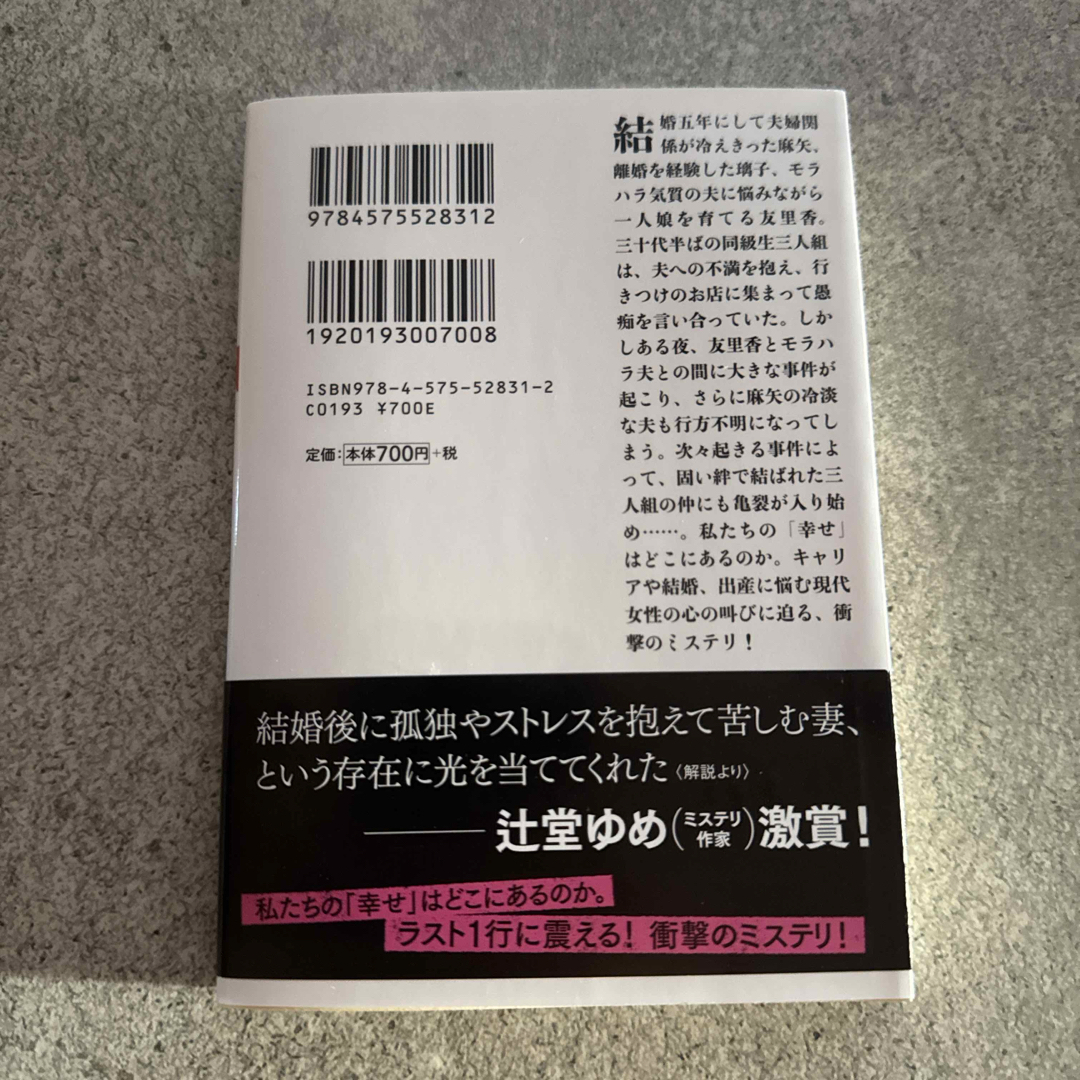 9784575528312
1920193007008
ISBN978-4-575-52831-2
C0193 ¥700E
定価:本体700円+税
結婚五年にして夫婦関
係が冷えきった麻矢、
離婚を経験した璃子、モラ
ハラ気質の夫に悩みながら
一人娘を育てる友里香。
三十代半ばの同級生三人組
は、夫への不満を抱え、行
きつけのお店に集まって愚
痴を言い合っていた。しか
しある夜、友里香とモラハ
ラ夫との間に大きな事件が
起こり、さらに麻矢の冷淡
な夫も行方不明になってし
まう。次々起きる事件によ
って、固い絆で結ばれた三
人組の仲にも亀裂が入り始
め……。私たちの「幸せ」
はどこにあるのか。キャリ
アや結婚、出産に悩む現代
女性の心の叫びに迫る、衝
撃のミステリ！
結婚後に孤独やストレスを抱えて苦しむ妻、
という存在に光を当ててくれた〈解説より〉
――辻堂ゆめ(ミステリ作家)激賞！
私たちの「幸せ」はどこにあるのか。
ラスト1行に震える！ 衝撃のミステリ！